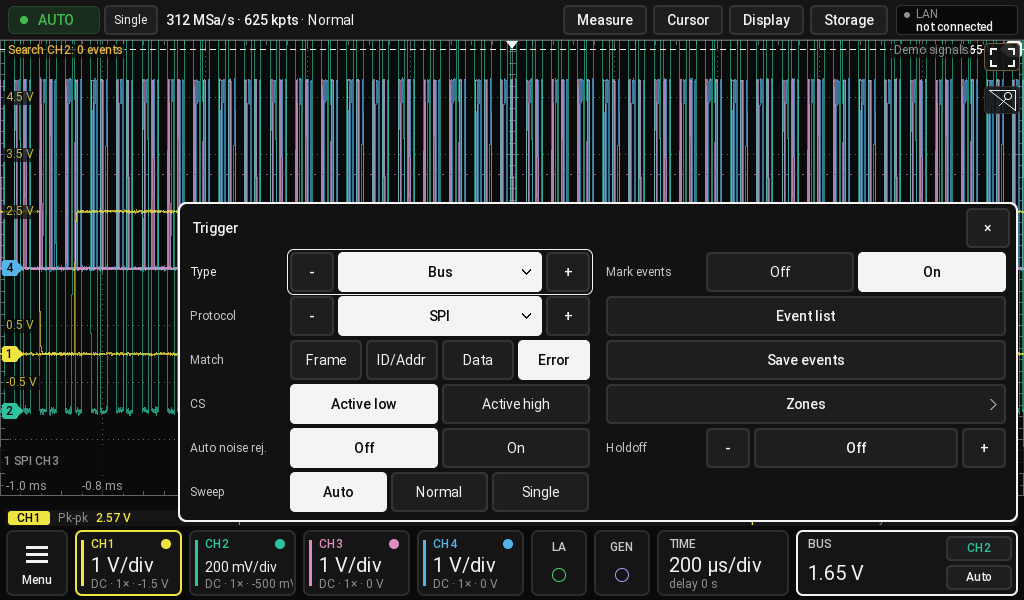 AUTO
Single
312 MSa/s · 625 kpts · Normal
Measure
Cursor
Display
Storage
LAN
not connected
Search CH2: 0 events
Demo signals
4.5 V
3.5 V
2.5 V
4
0.5 V
1
-0.5 V
2
1 SPI CH3
-1.0 ms
-0.8 ms
Trigger
×
Type
-
Bus
+
Mark events
Off
On
Protocol
-
SPI
+
Event list
Match
Frame
ID/Addr
Data
Error
Save events
CS
Active low
Active high
Zones
Auto noise rej.
Off
On
Holdoff
-
Off
+
Sweep
Auto
Normal
Single
CH1
Pk-pk
2.57 V
Menu
CH1
1 V/div
DC · 1× · -1.5 V
CH2
200 mV/div
DC · 1× · -500 mV
CH3
1 V/div
DC · 1× · 0 V
CH4
1 V/div
DC · 1× · 0 V
LA
GEN
TIME
200 µs/div
delay 0 s
BUS
1.65 V
CH2
Auto